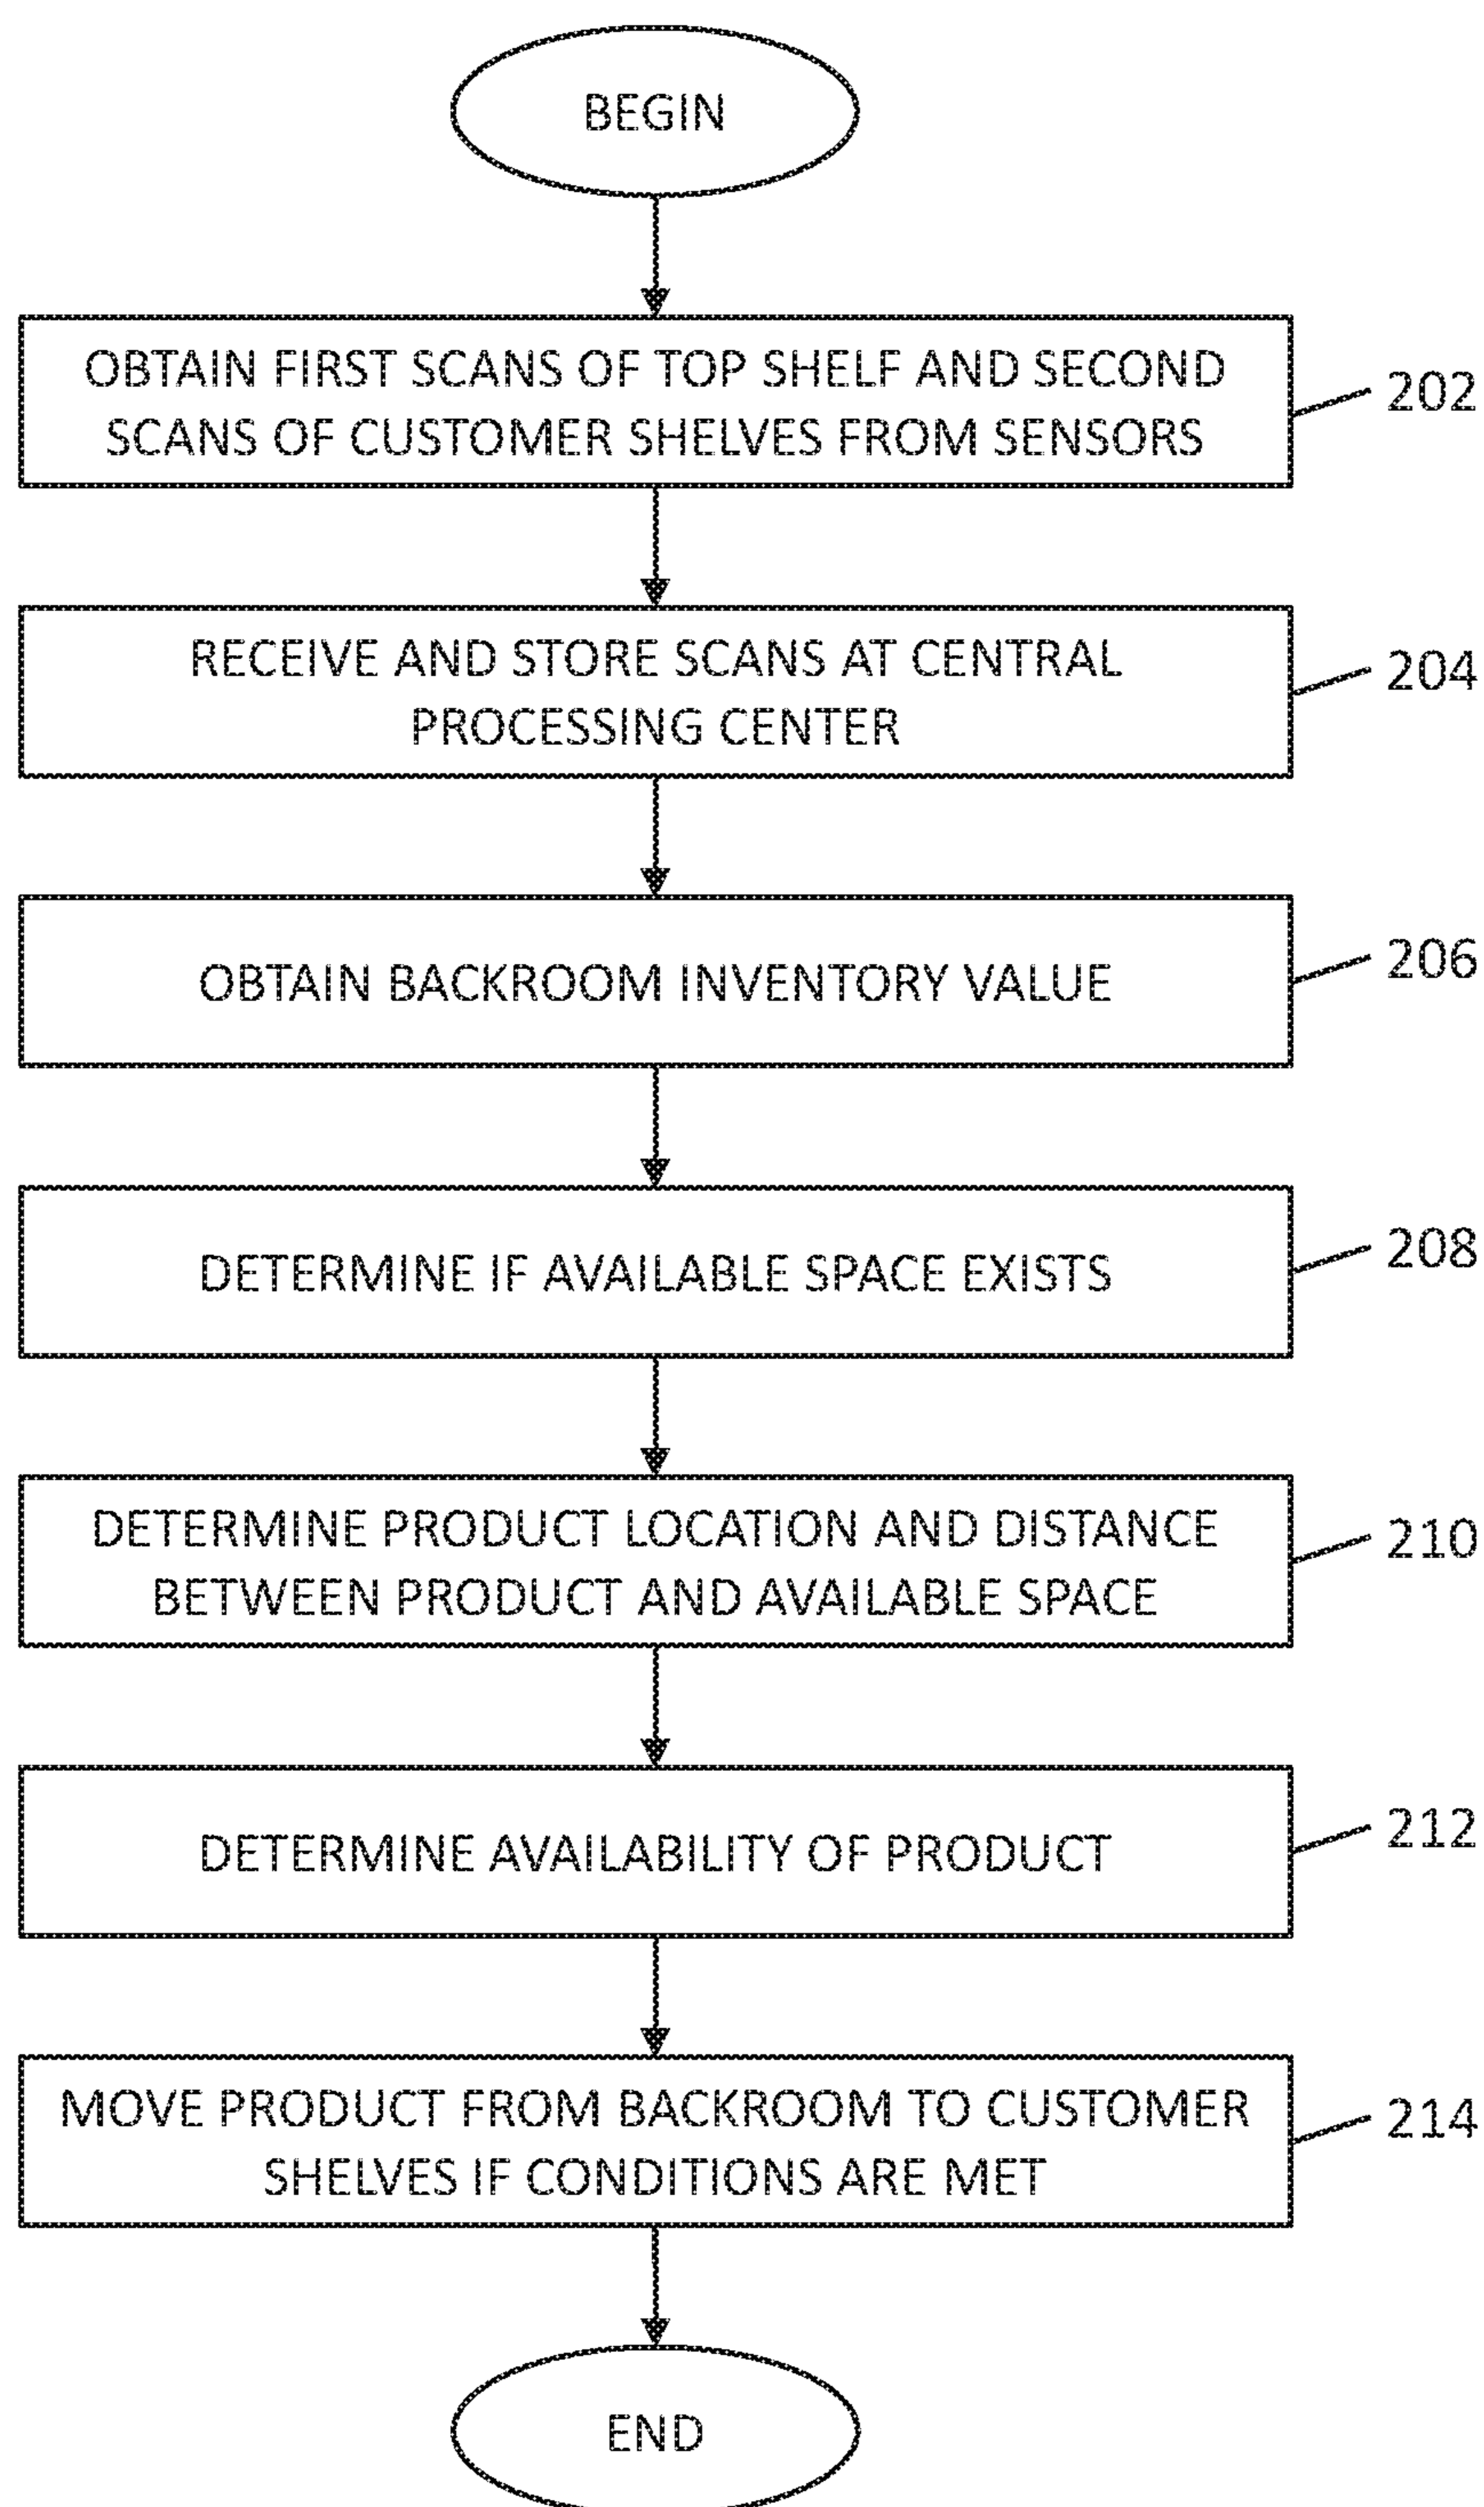 BEGIN
OBTAIN FIRST SCANS OF TOP SHELF AND SECOND
SCANS OF CUSTOMER SHELVES FROM SENSORS
202
RECEIVE AND STORE SCANS AT CENTRAL
PROCESSING CENTER
204
OBTAIN BACKROOM INVENTORY VALUE
206
DETERMINE IF AVAILABLE SPACE EXISTS
208
DETERMINE PRODUCT LOCATION AND DISTANCE
BETWEEN PRODUCT AND AVAILABLE SPACE
210
DETERMINE AVAILABILITY OF PRODUCT
212
MOVE PRODUCT FROM BACKROOM TO CUSTOMER
SHELVES IF CONDITIONS ARE MET
214
END